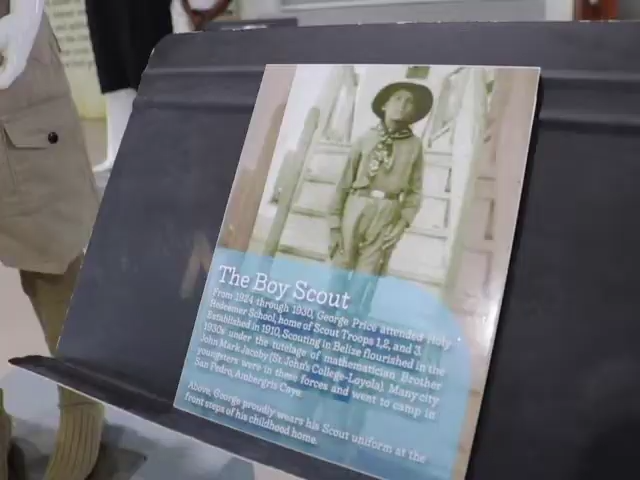 The Boy Scout
From 1924 through 1930, George Price attended Holy
Redeemer School, home of Scout Troops 1,2, and 3.
Established in 1910, Scouting in Belize flourished in the
1930s under the tutelage of mathematician Brother
John Mark Jacoby (St. John's College-Loyola). Many city
youngsters were in these forces and went to camp in
San Pedro, Ambergris Caye.
Above, George proudly wears his Scout uniform at the
front steps of his childhood home.